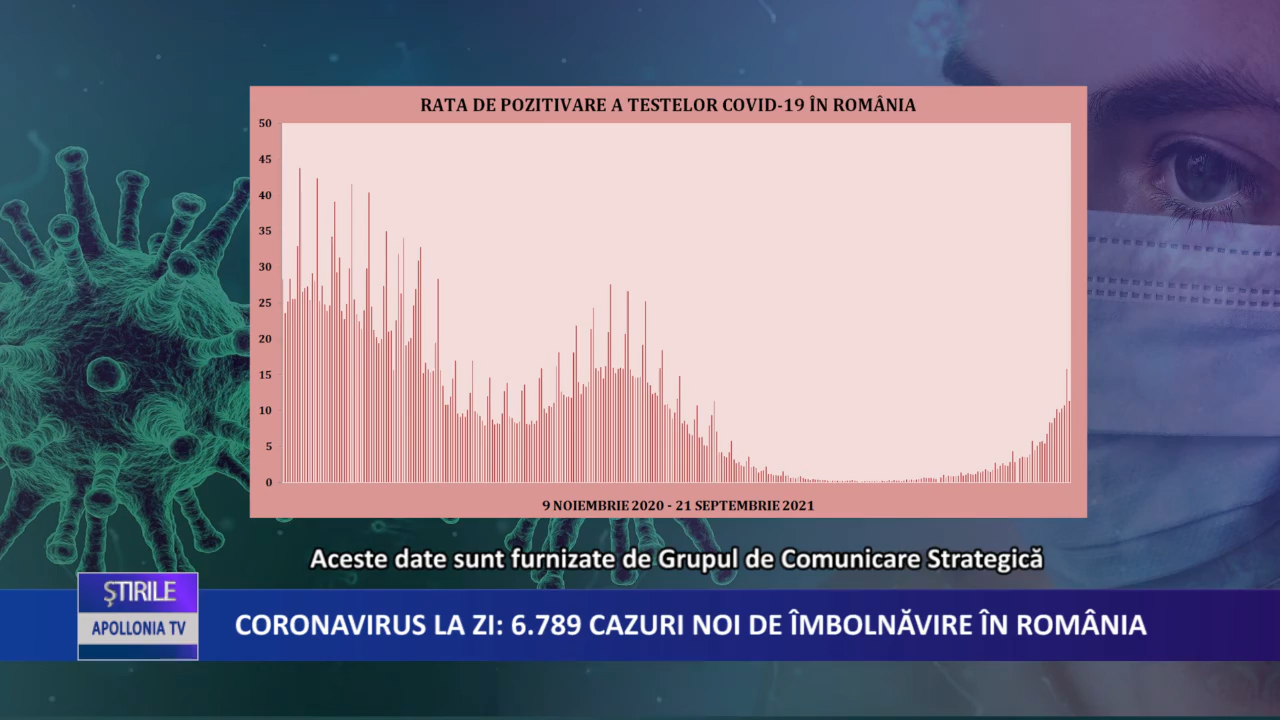 RATA DE POZITIVARE A TESTELOR COVID-19 ÎN ROMÂNIA
50
45
40
35
30
25
20
15
10
5
0
9 NOIEMBRIE 2020 - 21 SEPTEMBRIE 2021
Aceste date sunt furnizate de Grupul de Comunicare Strategică
ŞTIRILE
APOLLONIA TV
CORONAVIRUS LA ZI: 6.789 CAZURI NOI DE ÎMBOLNĂVIRE ÎN ROMÂNIA